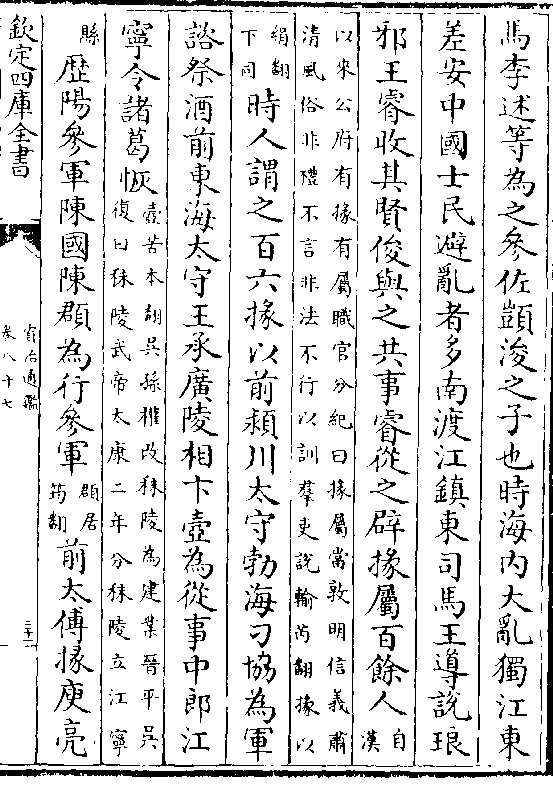 馬李述等為之參佐顗浚之子也時海内大亂獨江東
差安中國士民避亂者多南渡江鎮東司馬王導說琅
邪王睿收其賢俊與之共事睿從之辟掾屬百餘人
自漢
以來公府有掾有屬職官分紀曰掾屬當敦明信義肅
清風俗非禮不言非法不行以訓羣吏說輸芮翻掾以
絹翻
下同
時人謂之百六掾以前潁川太守勃海刁協為軍
諮祭酒前東海太守王承廣陵相卞壼為從事中郎江
寧令諸葛恢
壼苦本翻吳孫權改秣陵為建業晉平吳
復曰秣陵武帝太康二年分秣陵立江寧
縣
歷陽參軍陳國陳頵為行參軍
頵居
筠翻
前太傅掾庾亮
欽定四庫全書
資治通鑑
卷八十七